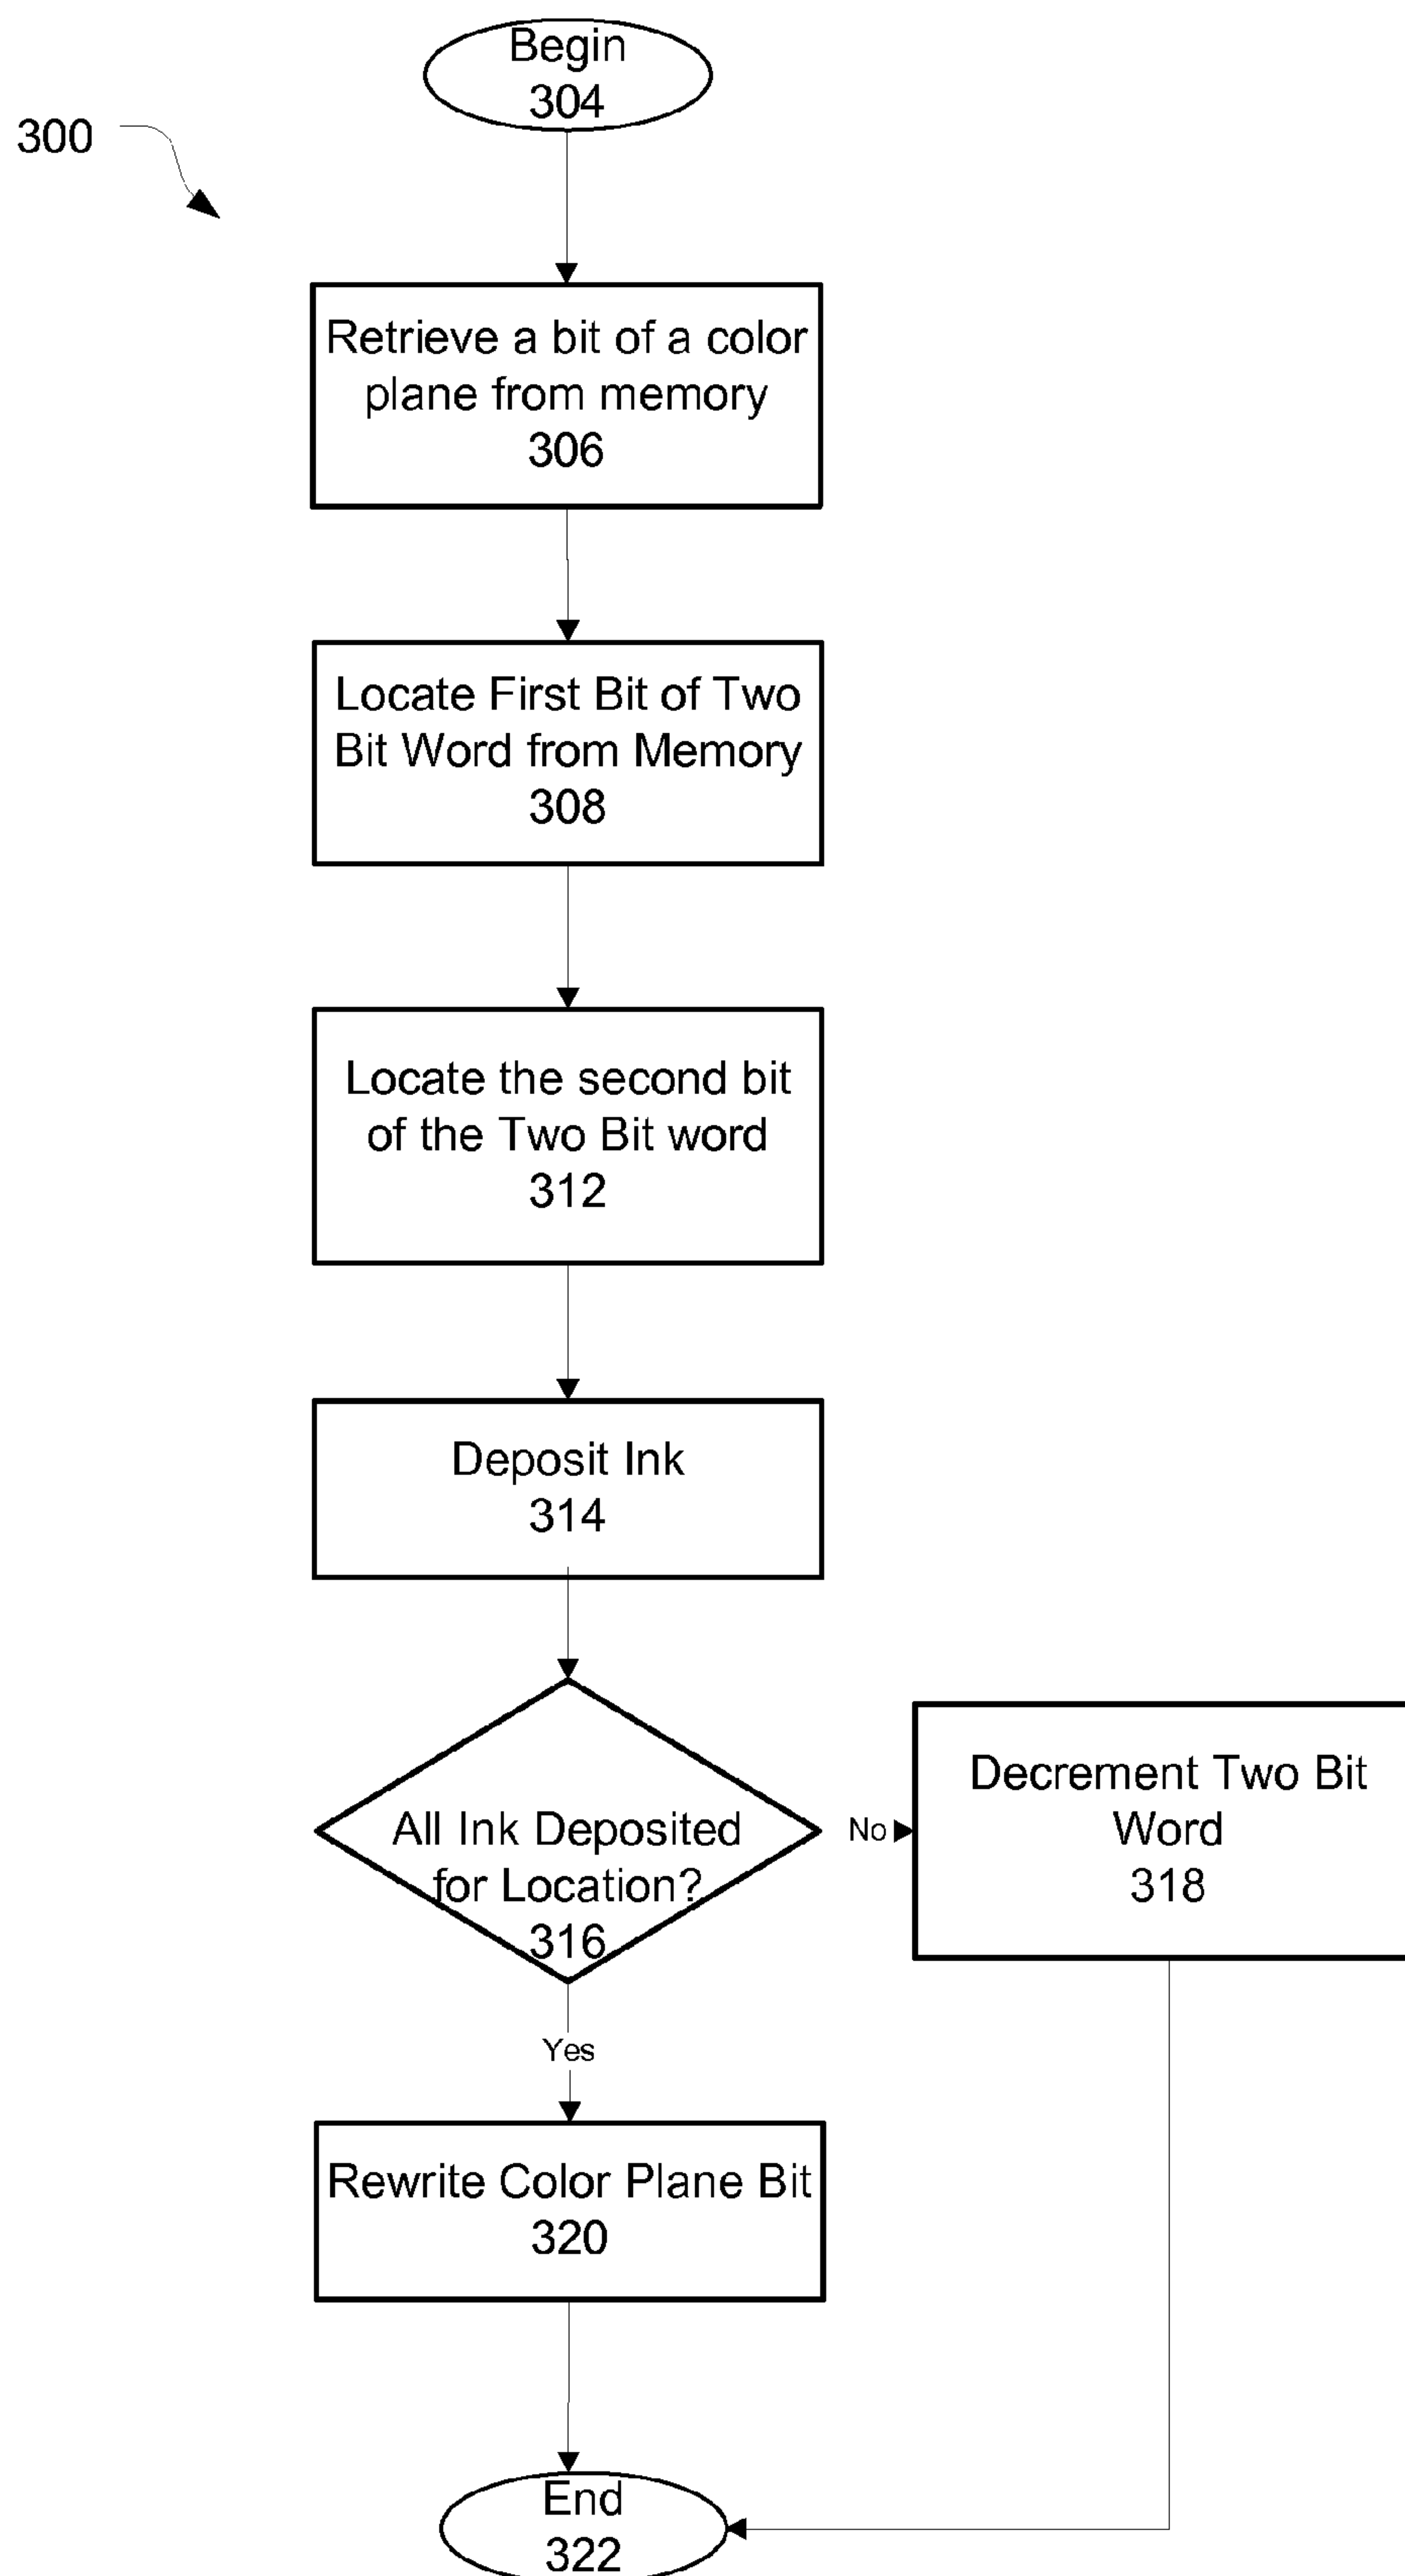 Begin
304
300
Retrieve a bit of a color
plane from memory
306
Locate First Bit of Two
Bit Word from Memory
308
Locate the second bit
of the Two Bit word
312
Deposit Ink
314
All Ink Deposited
for Location?
316
No
Decrement Two Bit
Word
318
Yes
Rewrite Color Plane Bit
320
End
322